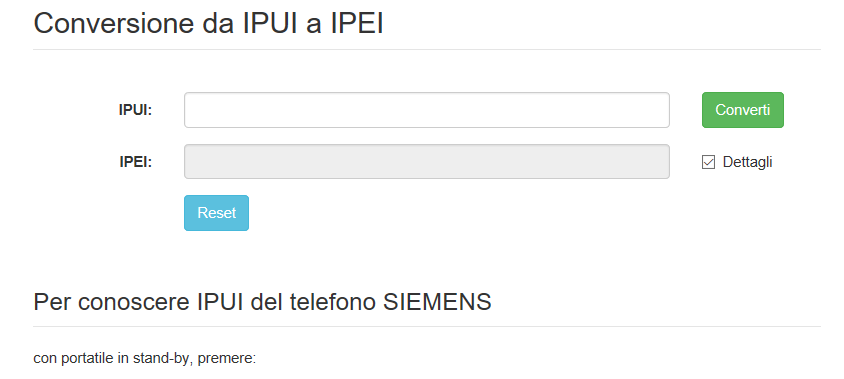 Conversione da IPUI a IPEI
IPUI:
Converti
IPEI:
Dettagli
Reset
Per conoscere IPUI del telefono SIEMENS
con portatile in stand-by, premere: